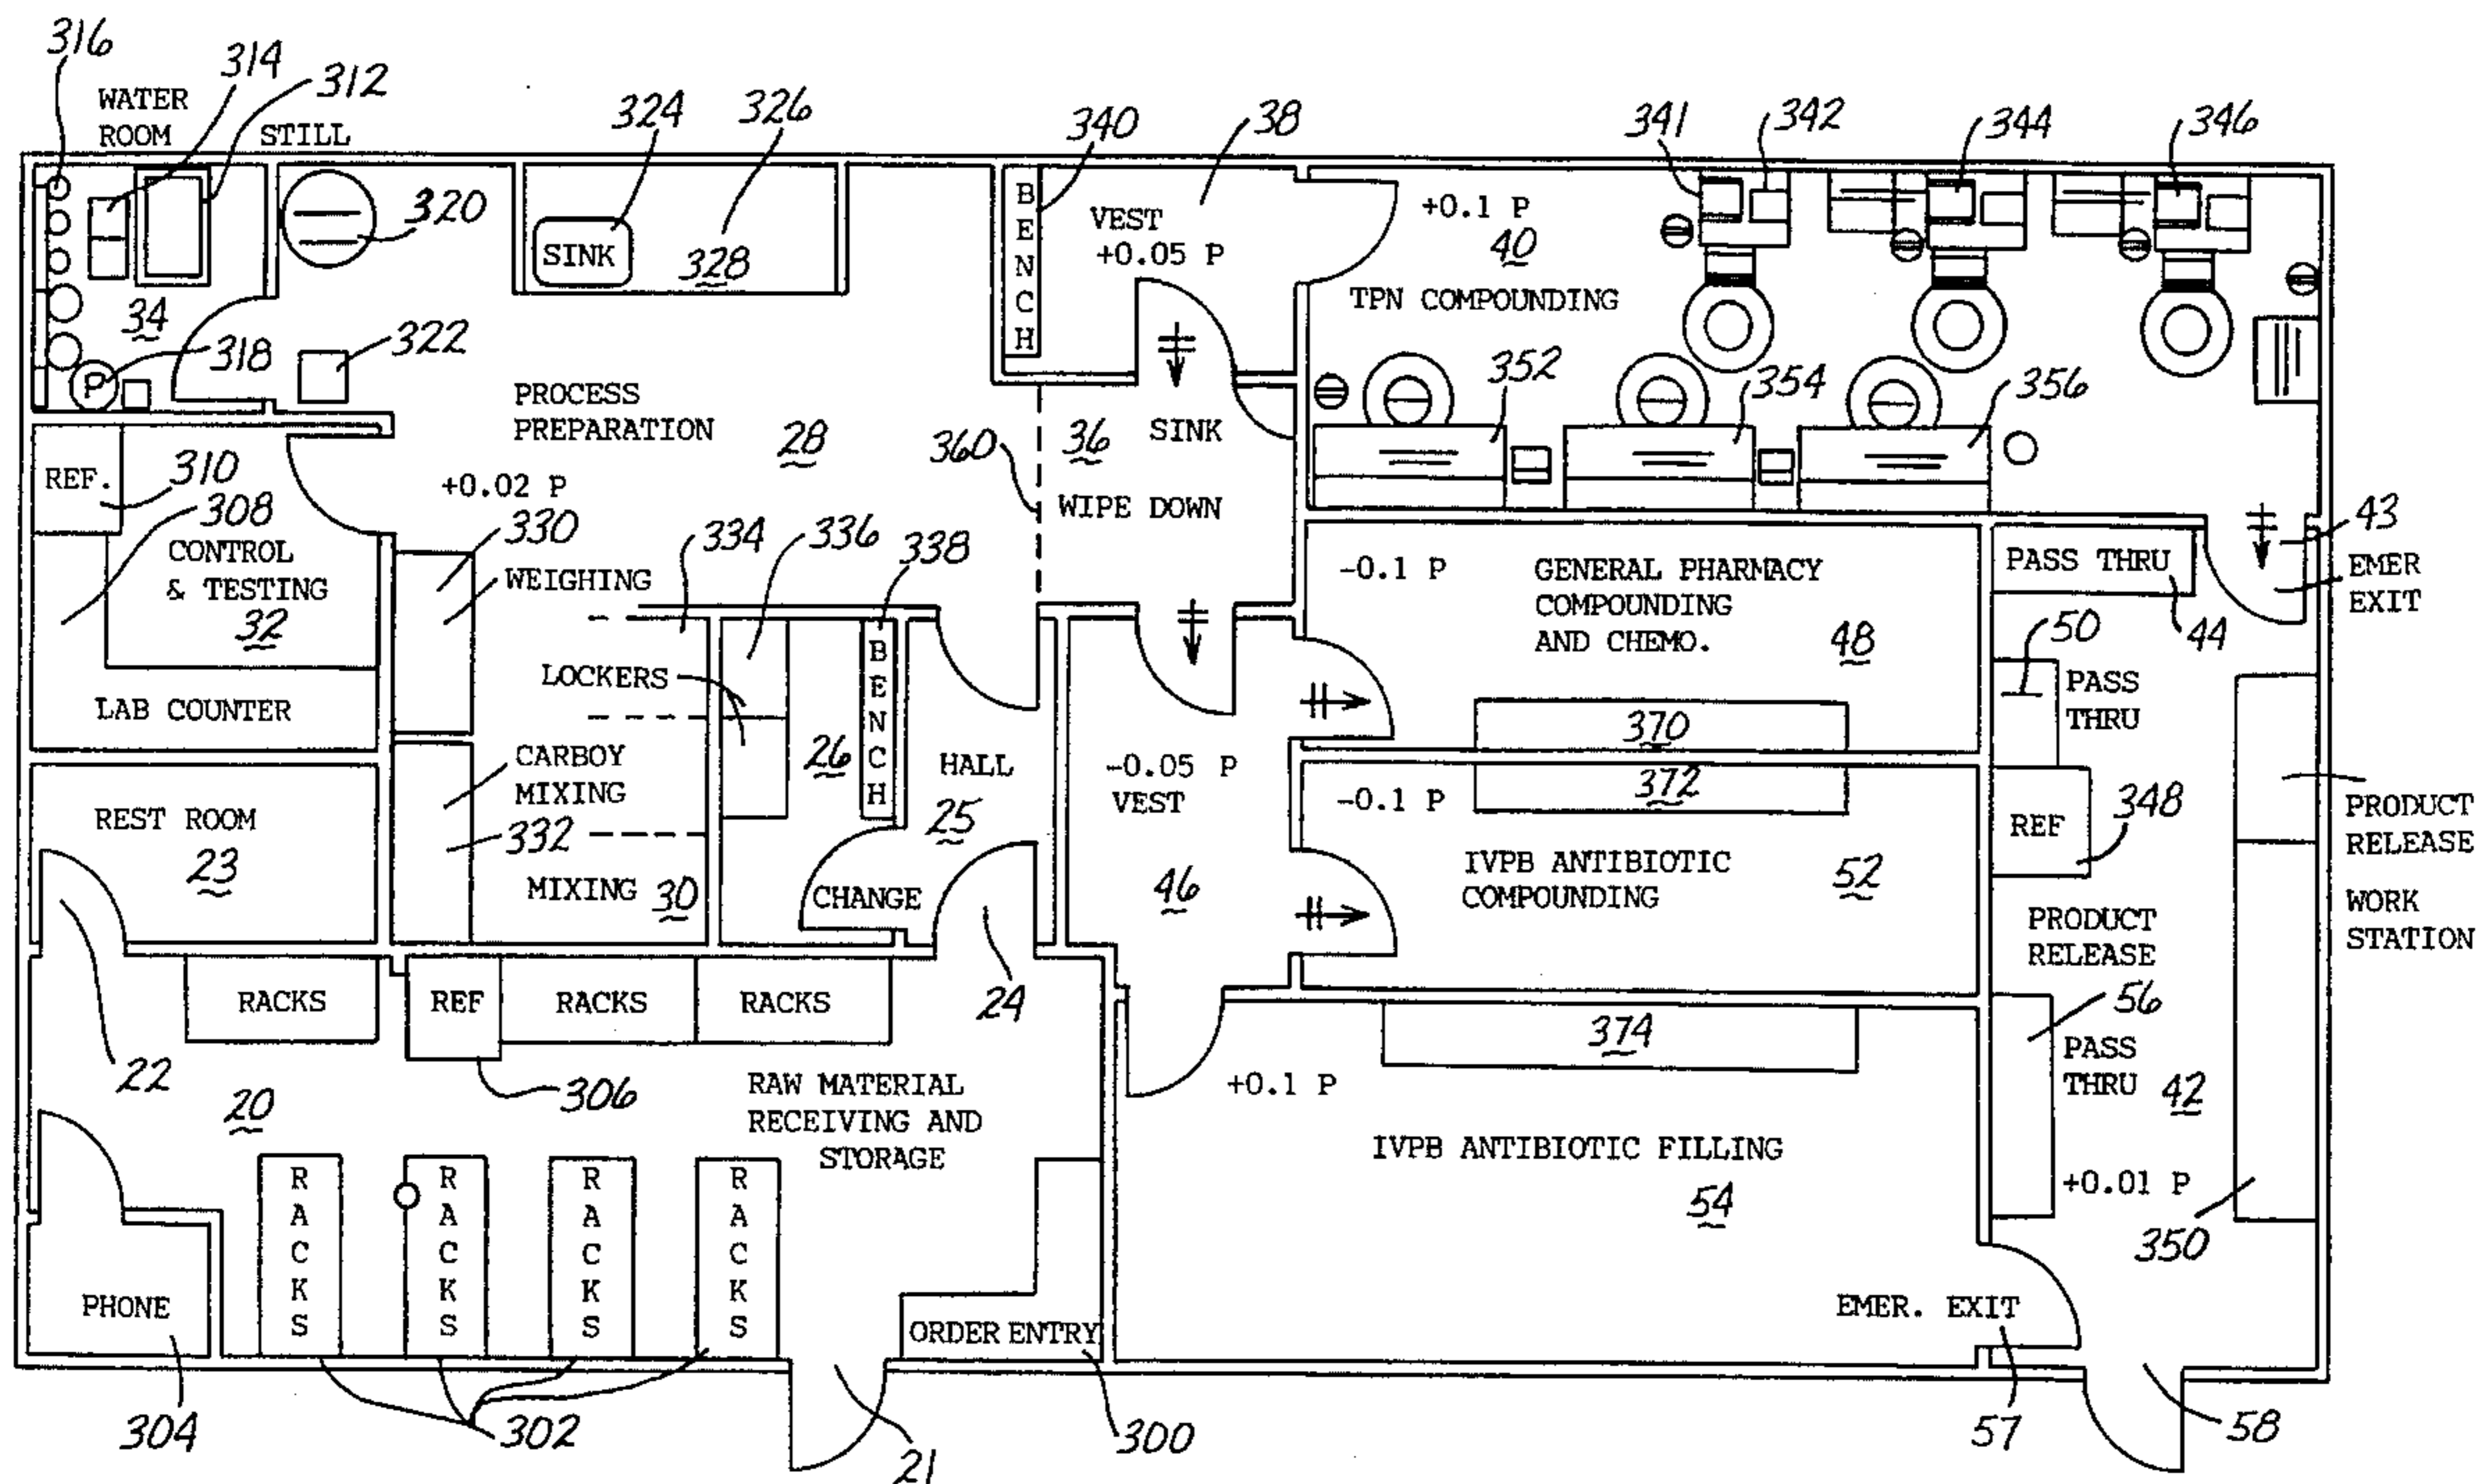 316
314
312
WATER
ROOM
STILL
324
326
340
38
341
342
344
346
320
SINK
328
BENCH
VEST
+0.05 P
+0.1 P
40
TPN COMPOUNDING
34
318
P
322
PROCESS
PREPARATION
28
360
36
SINK
WIPE DOWN
352
354
356
REF.
310
308
+0.02 P
330
CONTROL
& TESTING
32
LAB COUNTER
WEIGHING
334
336
338
LOCKERS
BENCH
26
HALL
25
-0.1 P
GENERAL PHARMACY
COMPOUNDING
AND CHEMO.
48
PASS THRU
44
43
EMER
EXIT
50
PASS
THRU
370
372
-0.05 P
VEST
46
-0.1 P
IVPB ANTIBIOTIC
COMPOUNDING
52
REF
348
PRODUCT
RELEASE
WORK
STATION
CARBOY
MIXING
332
MIXING
30
CHANGE
REST ROOM
23
24
PRODUCT
RELEASE
56
PASS
THRU
42
+0.01 P
350
RACKS
REF
RACKS
RACKS
22
20
306
RAW MATERIAL
RECEIVING AND
STORAGE
374
+0.1 P
IVPB ANTIBIOTIC FILLING
54
RACKS
RACKS
RACKS
RACKS
PHONE
ORDER ENTRY
EMER. EXIT
304
302
21
300
57
58